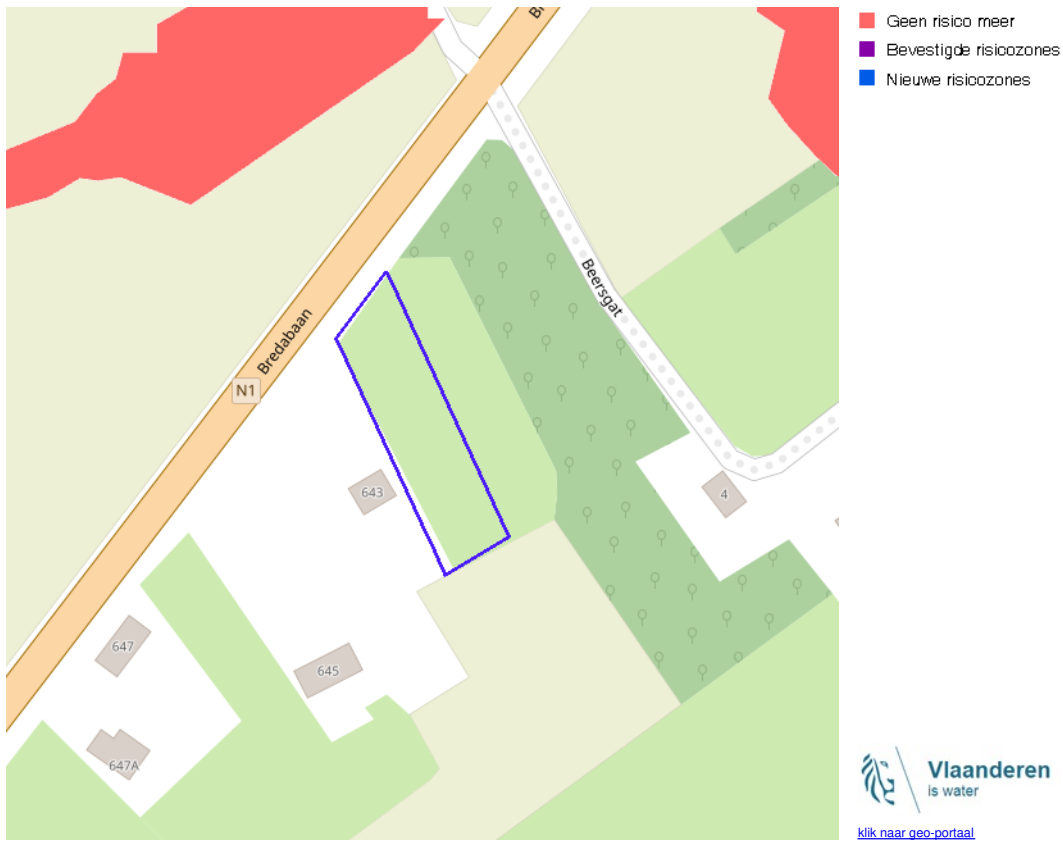 Geen risico meer
Bevestigde risicozones
Nieuwe risicozones
Bredabaan
N1
Beersgat
643
4
647
645
647A
Vlaanderen
is water
klik naar geo-portaal